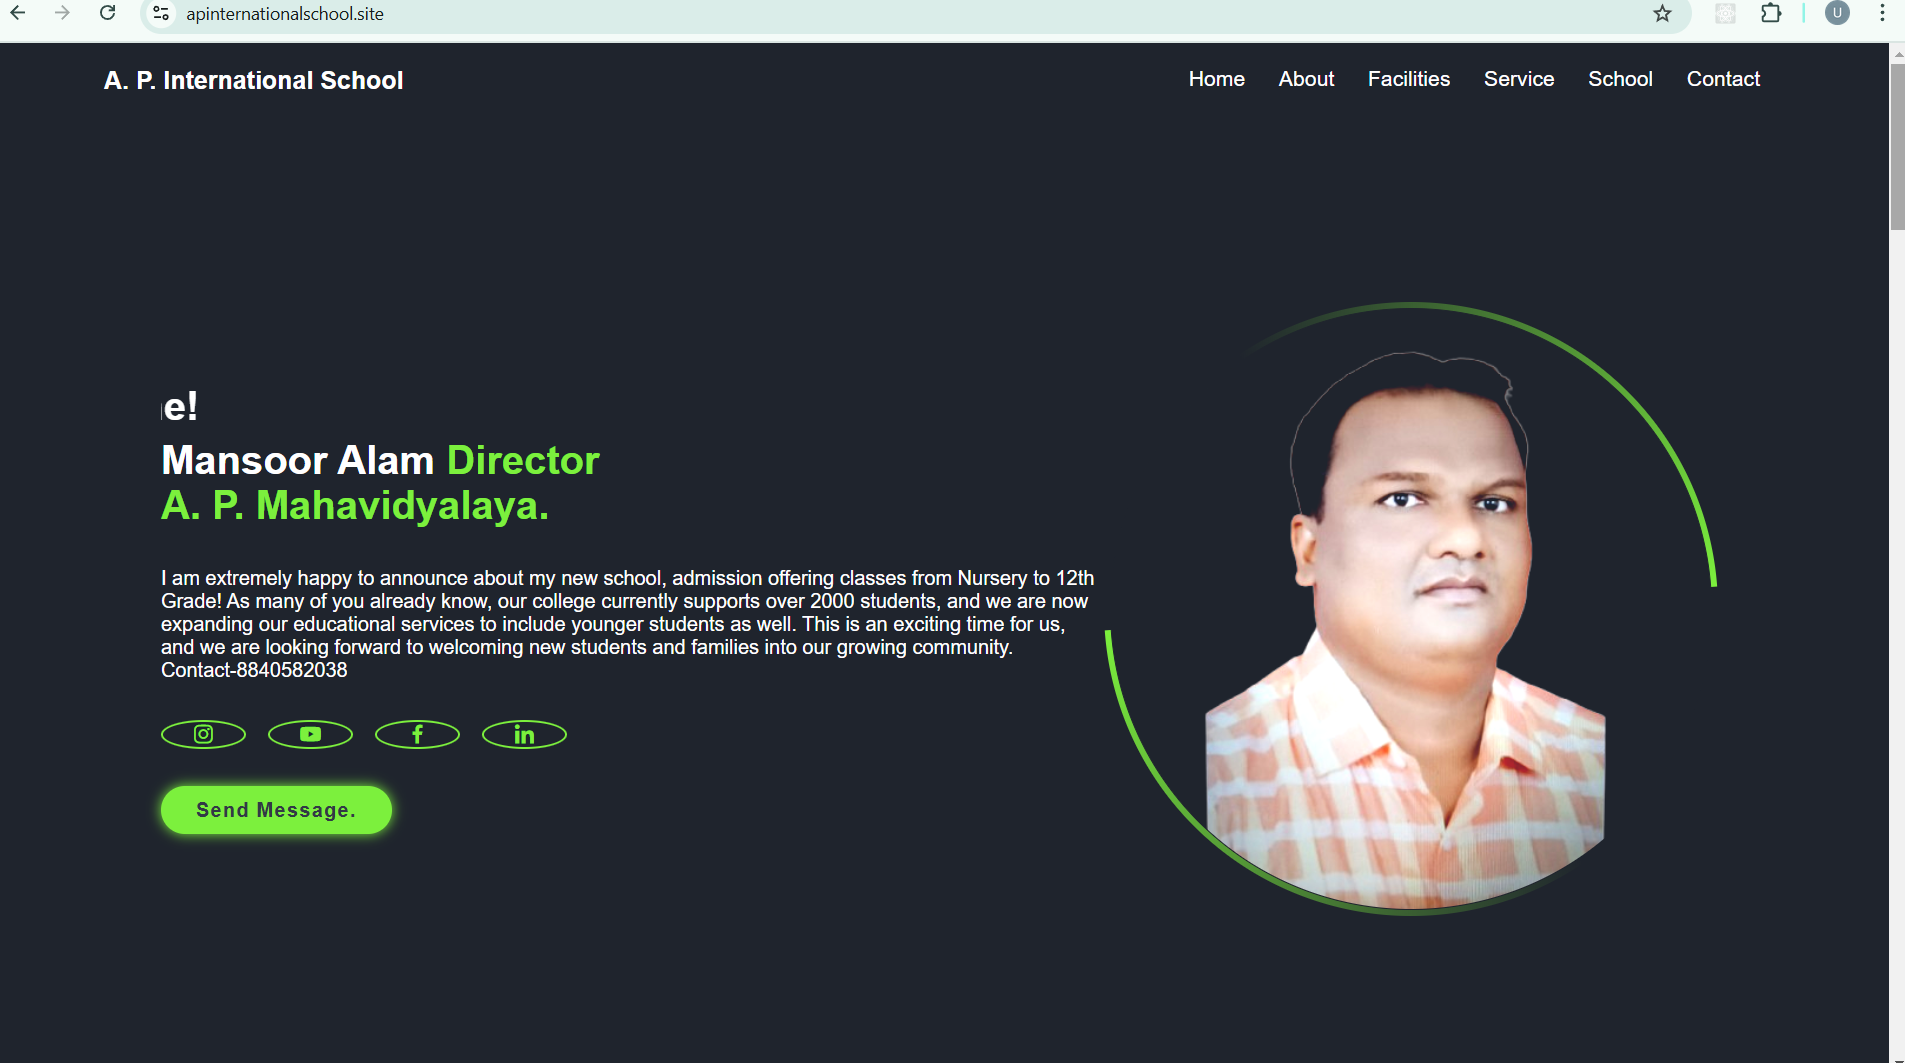 apinternationalschool.site
U
A. P. International School
Home About Facilities Service School Contact
e!
Mansoor Alam Director
A. P. Mahavidyalaya.
I am extremely happy to announce about my new school, admission offering classes from Nursery to 12th
Grade! As many of you already know, our college currently supports over 2000 students, and we are now
expanding our educational services to include younger students as well. This is an exciting time for us,
and we are looking forward to welcoming new students and families into our growing community.
Contact-8840582038
Send Message.